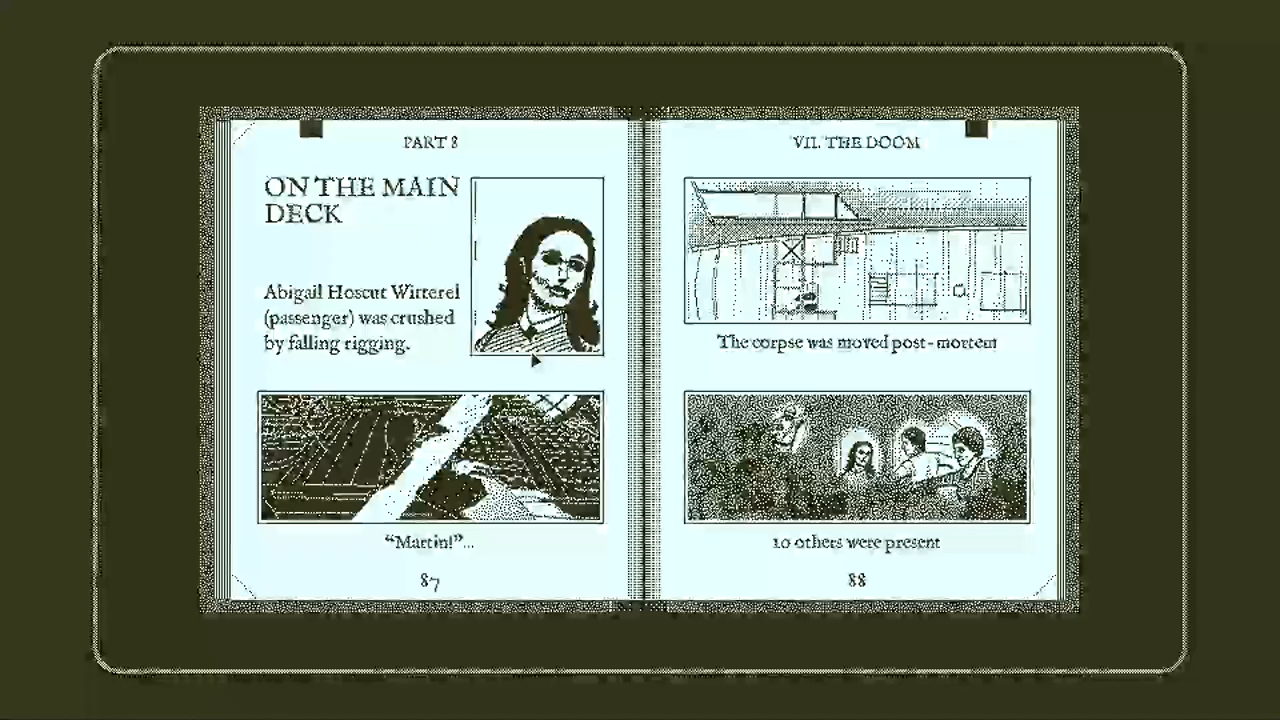 PART 8
ON THE MAIN
DECK
Abigail Hoscut Witterel
(passenger) was crushed
by falling rigging.
"Martin!"...
87
VII. THE DOOM
The corpse was moved post-mortem
10 others were present
88